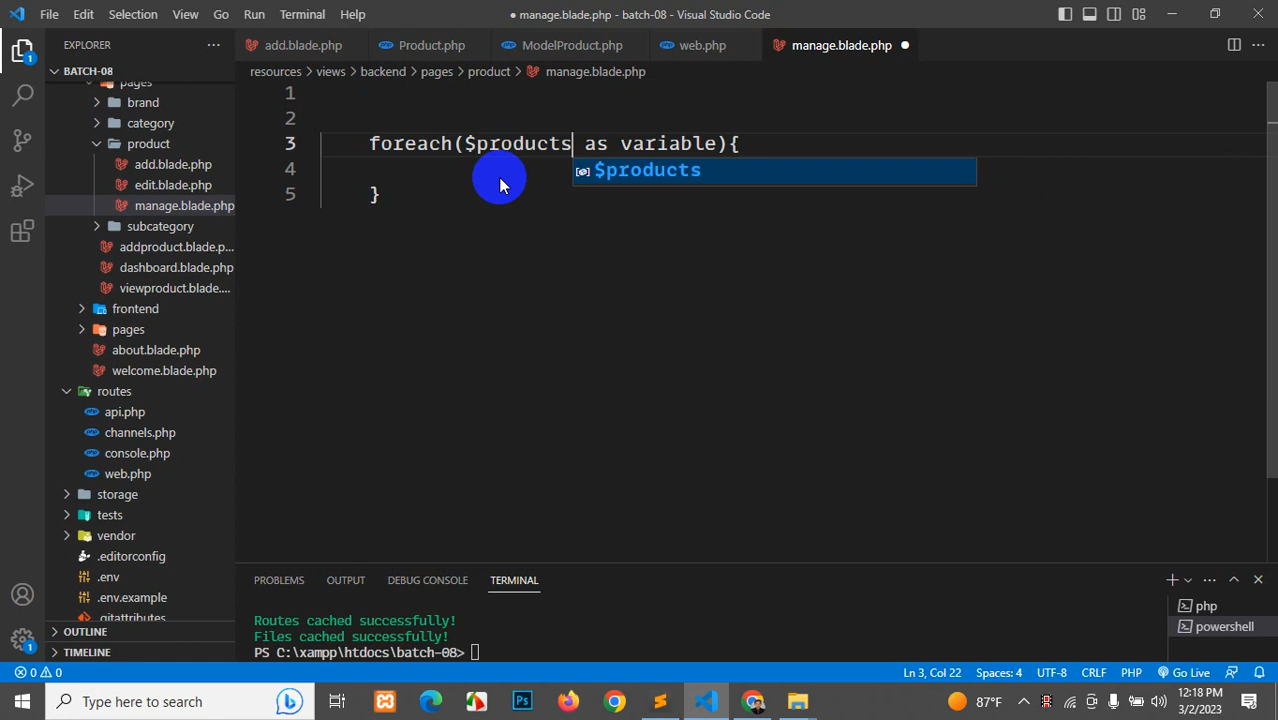 File Edit Selection View Go Run Terminal Help
● manage.blade.php - batch-08 - Visual Studio Code
EXPLORER
BATCH-08
pages
brand
category
product
add.blade.php
edit.blade.php
manage.blade.php
subcategory
addproduct.blade.p...
dashboard.blade.php
viewproduct.blade....
frontend
pages
about.blade.php
welcome.blade.php
routes
api.php
channels.php
console.php
web.php
storage
tests
vendor
.editorconfig
.env
.env.example
.gitattributes
OUTLINE
TIMELINE
add.blade.php Product.php ModelProduct.php web.php manage.blade.php
resources > views > backend > pages > product > manage.blade.php
1
2
3 foreach($products as variable){
$products
4
5 }
PROBLEMS OUTPUT DEBUG CONSOLE TERMINAL
Routes cached successfully!
Files cached successfully!
PS C:\xampp\htdocs\batch-08>
php
powershell
1
1
0 0 Ln 3, Col 22 Spaces: 4 UTF-8 CRLF PHP Go Live
Type here to search
Ps
87°F
12:18 PM
3/2/2023